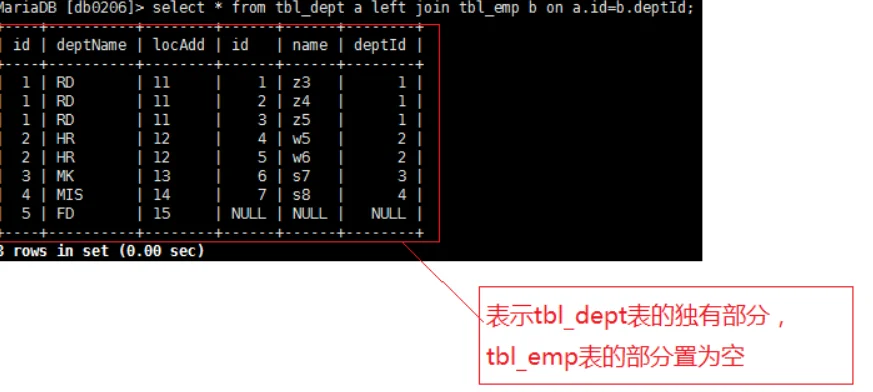 MariaDB [db0206]> select * from tbl_dept a left join tbl_emp b on a.id=b.deptId;
+----+----------+--------+------+------+--------+
| id | deptName | locAdd | id | name | deptId |
+----+----------+--------+------+------+--------+
| 1 | RD | 11 | 1 | z3 | 1 |
| 1 | RD | 11 | 2 | z4 | 1 |
| 1 | RD | 11 | 3 | z5 | 1 |
| 2 | HR | 12 | 4 | w5 | 2 |
| 2 | HR | 12 | 5 | w6 | 2 |
| 3 | MK | 13 | 6 | s7 | 3 |
| 4 | MIS | 14 | 7 | s8 | 4 |
| 5 | FD | 15 | NULL | NULL | NULL |
+----+----------+--------+------+------+--------+
8 rows in set (0.00 sec)
表示tbl_dept表的独有部分，
tbl_emp表的部分置为空